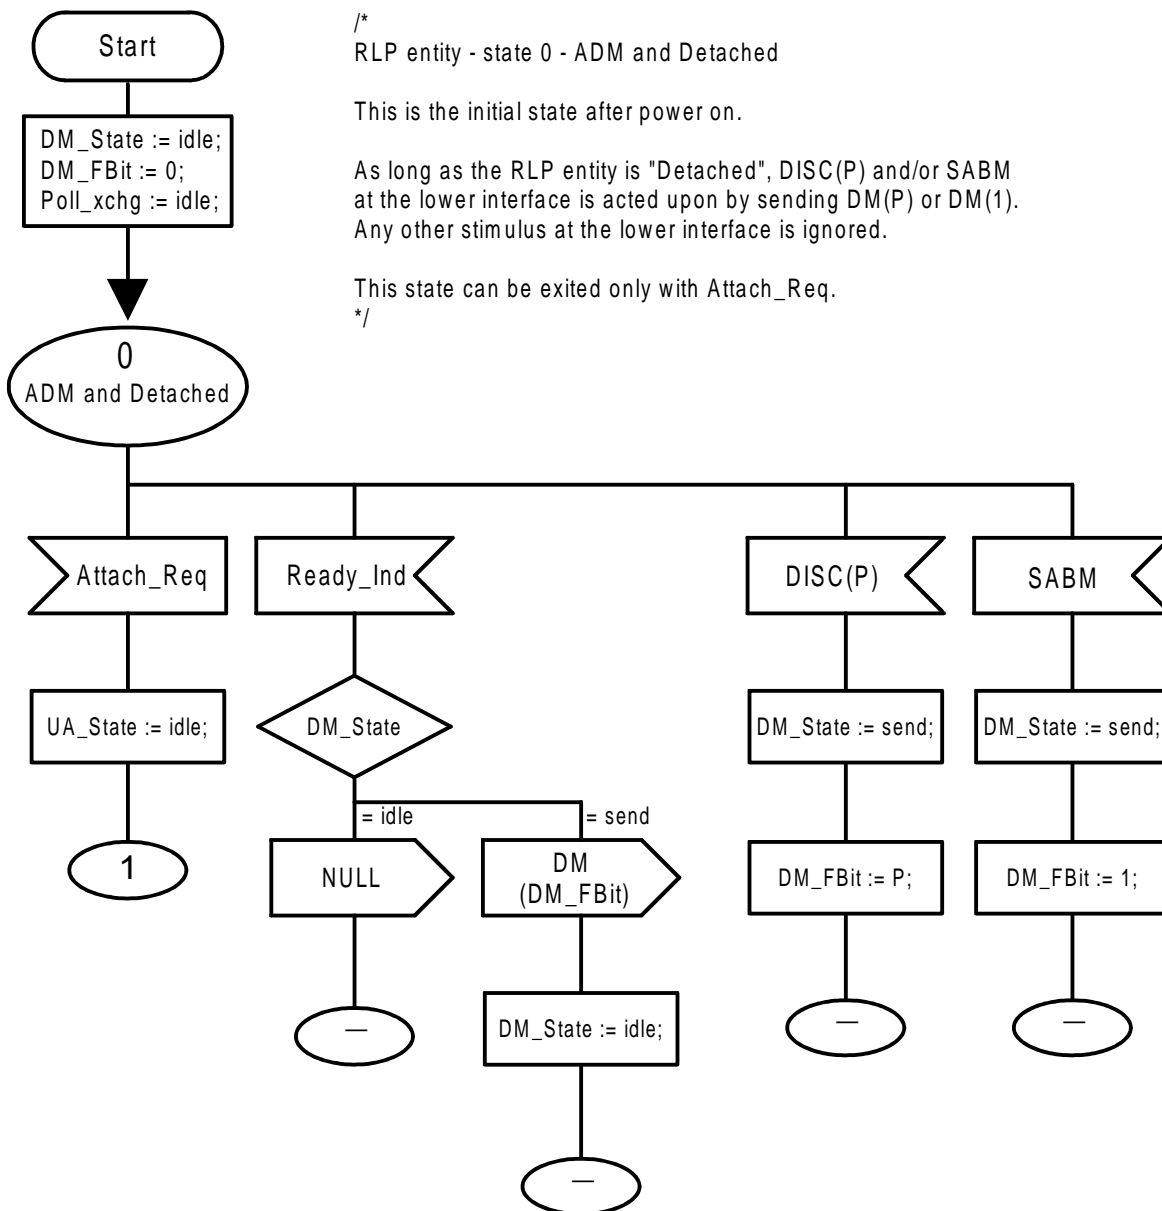 Start
DM_State := idle;
DM_FBit := 0;
Poll_xchg := idle;
/*
RLP entity - state 0 - ADM and Detached
This is the initial state after power on.
As long as the RLP entity is "Detached", DISC(P) and/or SABM
at the lower interface is acted upon by sending DM(P) or DM(1).
Any other stimulus at the lower interface is ignored.
This state can be exited only with Attach_Req.
*/
0
ADM and Detached
Attach_Req
Ready_Ind
DISC(P)
SABM
UA_State := idle;
DM_State
DM_State := send;
DM_State := send;
= idle
= send
1
NULL
DM
(DM_FBit)
DM_FBit := P;
DM_FBit := 1;
–
DM_State := idle;
–
–
–